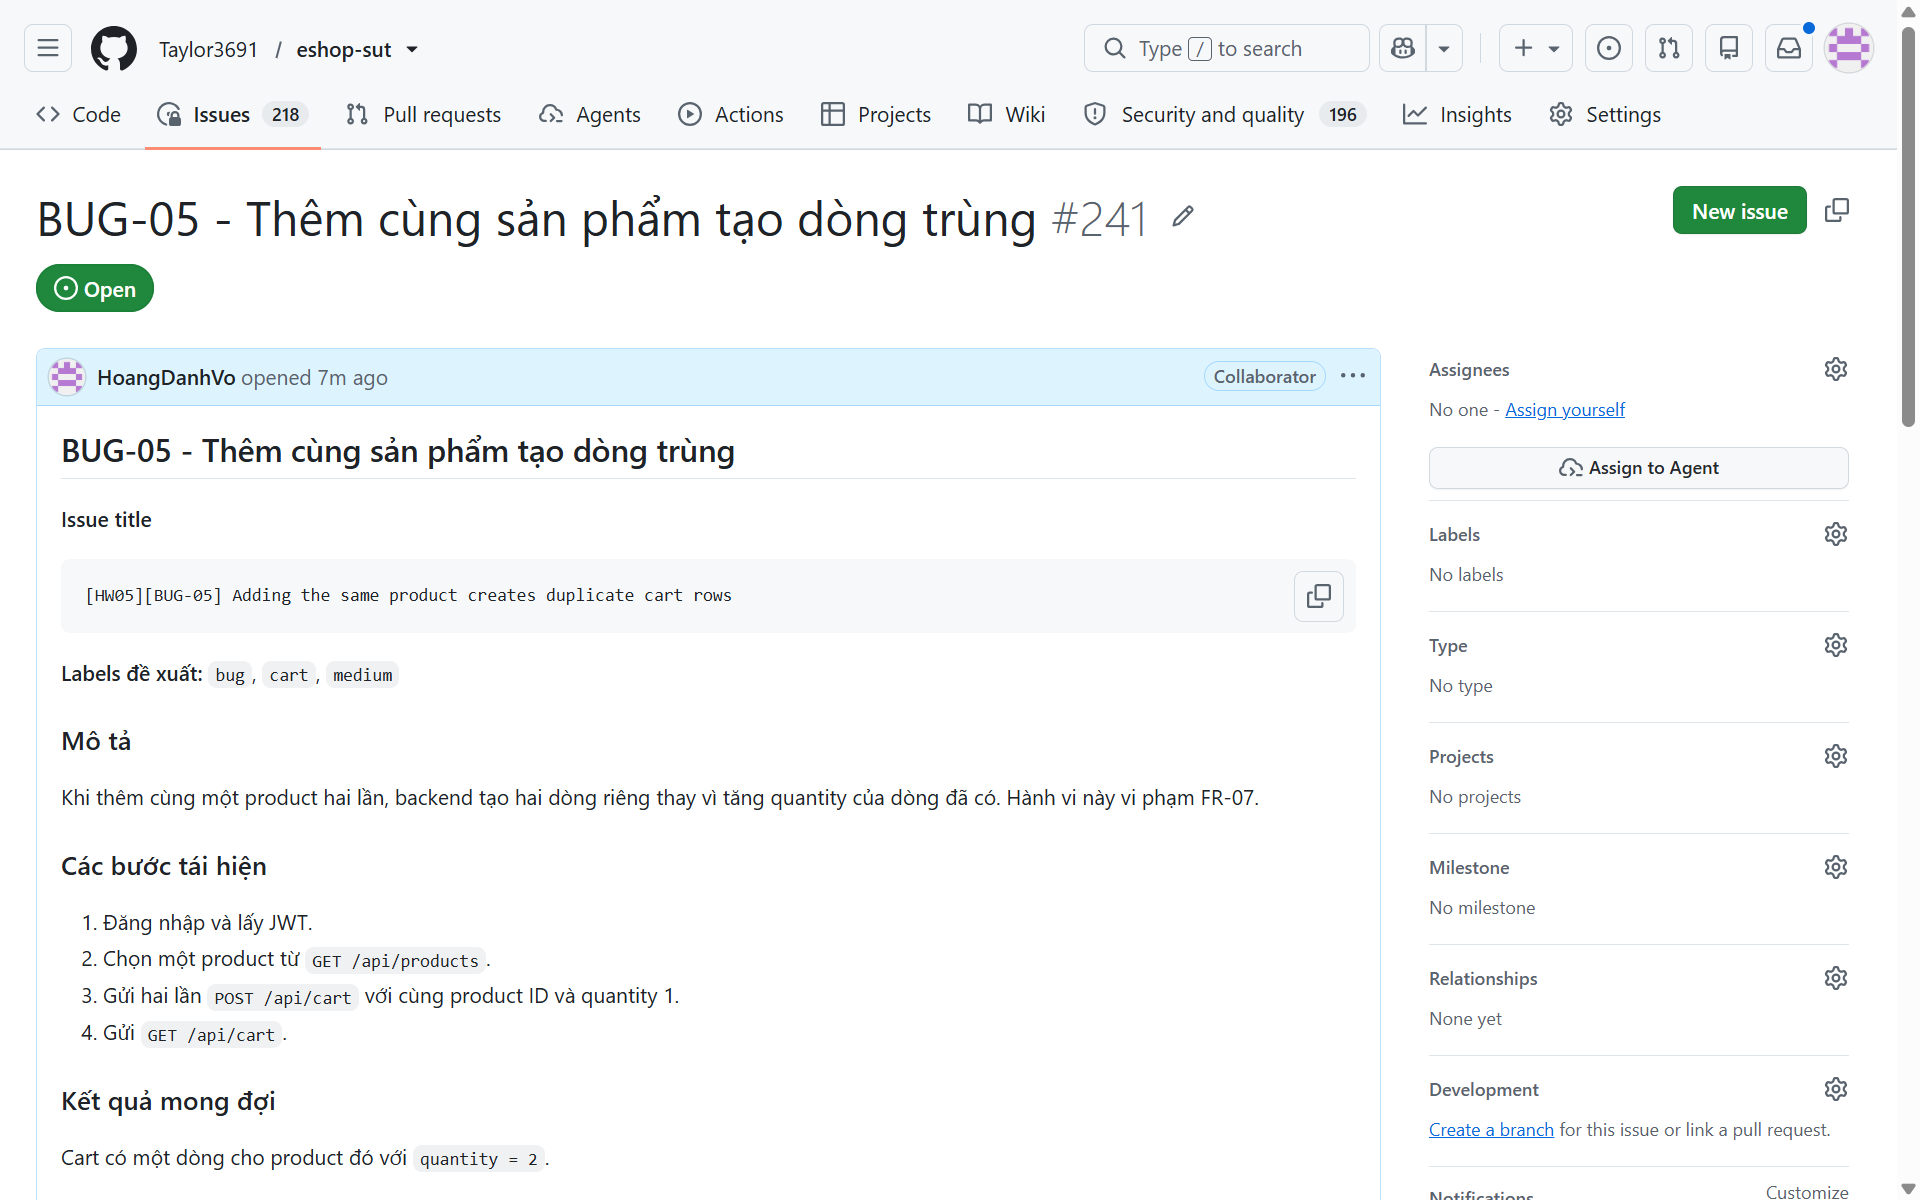 Taylor3691 / eshop-sut
Type / to search
Code
Issues 218
Pull requests
Agents
Actions
Projects
Wiki
Security and quality 196
Insights
Settings
BUG-05 - Thêm cùng sản phẩm tạo dòng trùng #241
New issue
Open
HoangDanhVo opened 7m ago
Collaborator
BUG-05 - Thêm cùng sản phẩm tạo dòng trùng
Issue title
[HW05][BUG-05] Adding the same product creates duplicate cart rows
Labels đề xuất: bug, cart, medium
Mô tả
Khi thêm cùng một product hai lần, backend tạo hai dòng riêng thay vì tăng quantity của dòng đã có. Hành vi này vi phạm FR-07.
Các bước tái hiện
1. Đăng nhập và lấy JWT.
2. Chọn một product từ GET /api/products.
3. Gửi hai lần POST /api/cart với cùng product ID và quantity 1.
4. Gửi GET /api/cart.
Kết quả mong đợi
Cart có một dòng cho product đó với quantity = 2.
Assignees
No one - Assign yourself
Assign to Agent
Labels
No labels
Type
No type
Projects
No projects
Milestone
No milestone
Relationships
None yet
Development
Create a branch for this issue or link a pull request.
Notifications
Customize